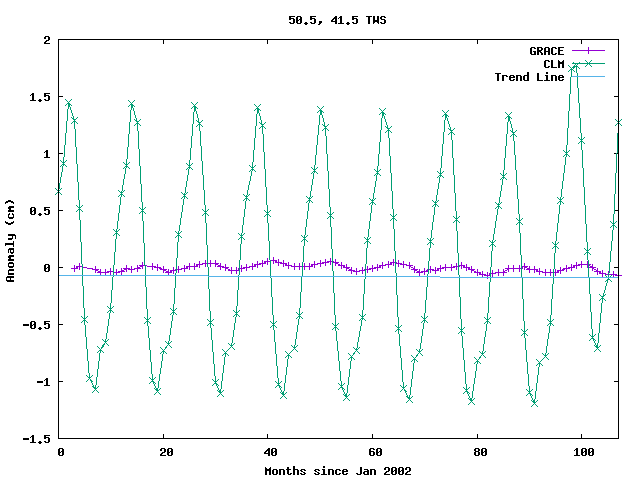 50.5, 41.5 TWS
GRACE
CLM
Trend Line
2
1.5
1
0.5
0
-0.5
-1
-1.5
Anomaly (cm)
0 20 40 60 80 100
Months since Jan 2002